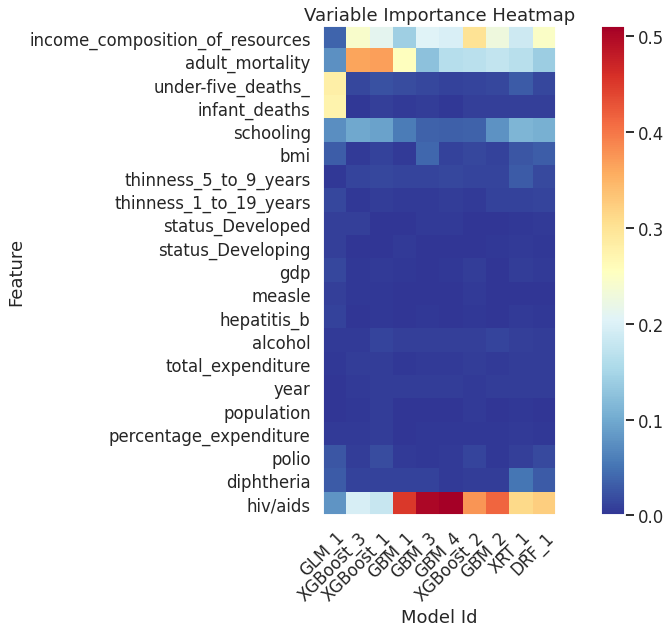 Variable Importance Heatmap
income_composition_of_resources
adult_mortality
under-five_deaths_
infant_deaths
schooling
bmi
thinness_5_to_9_years
thinness_1_to_19_years
status_Developed
status_Developing
gdp
measle
hepatitis_b
alcohol
total_expenditure
year
population
percentage_expenditure
polio
diphtheria
hiv/aids
Feature
GLM_1
XGBoost_3
XGBoost_1
GBM_1
GBM_3
GBM_4
XGBoost_2
GBM_2
XRT_1
DRF_1
Model Id
0.5
0.4
0.3
0.2
0.1
0.0